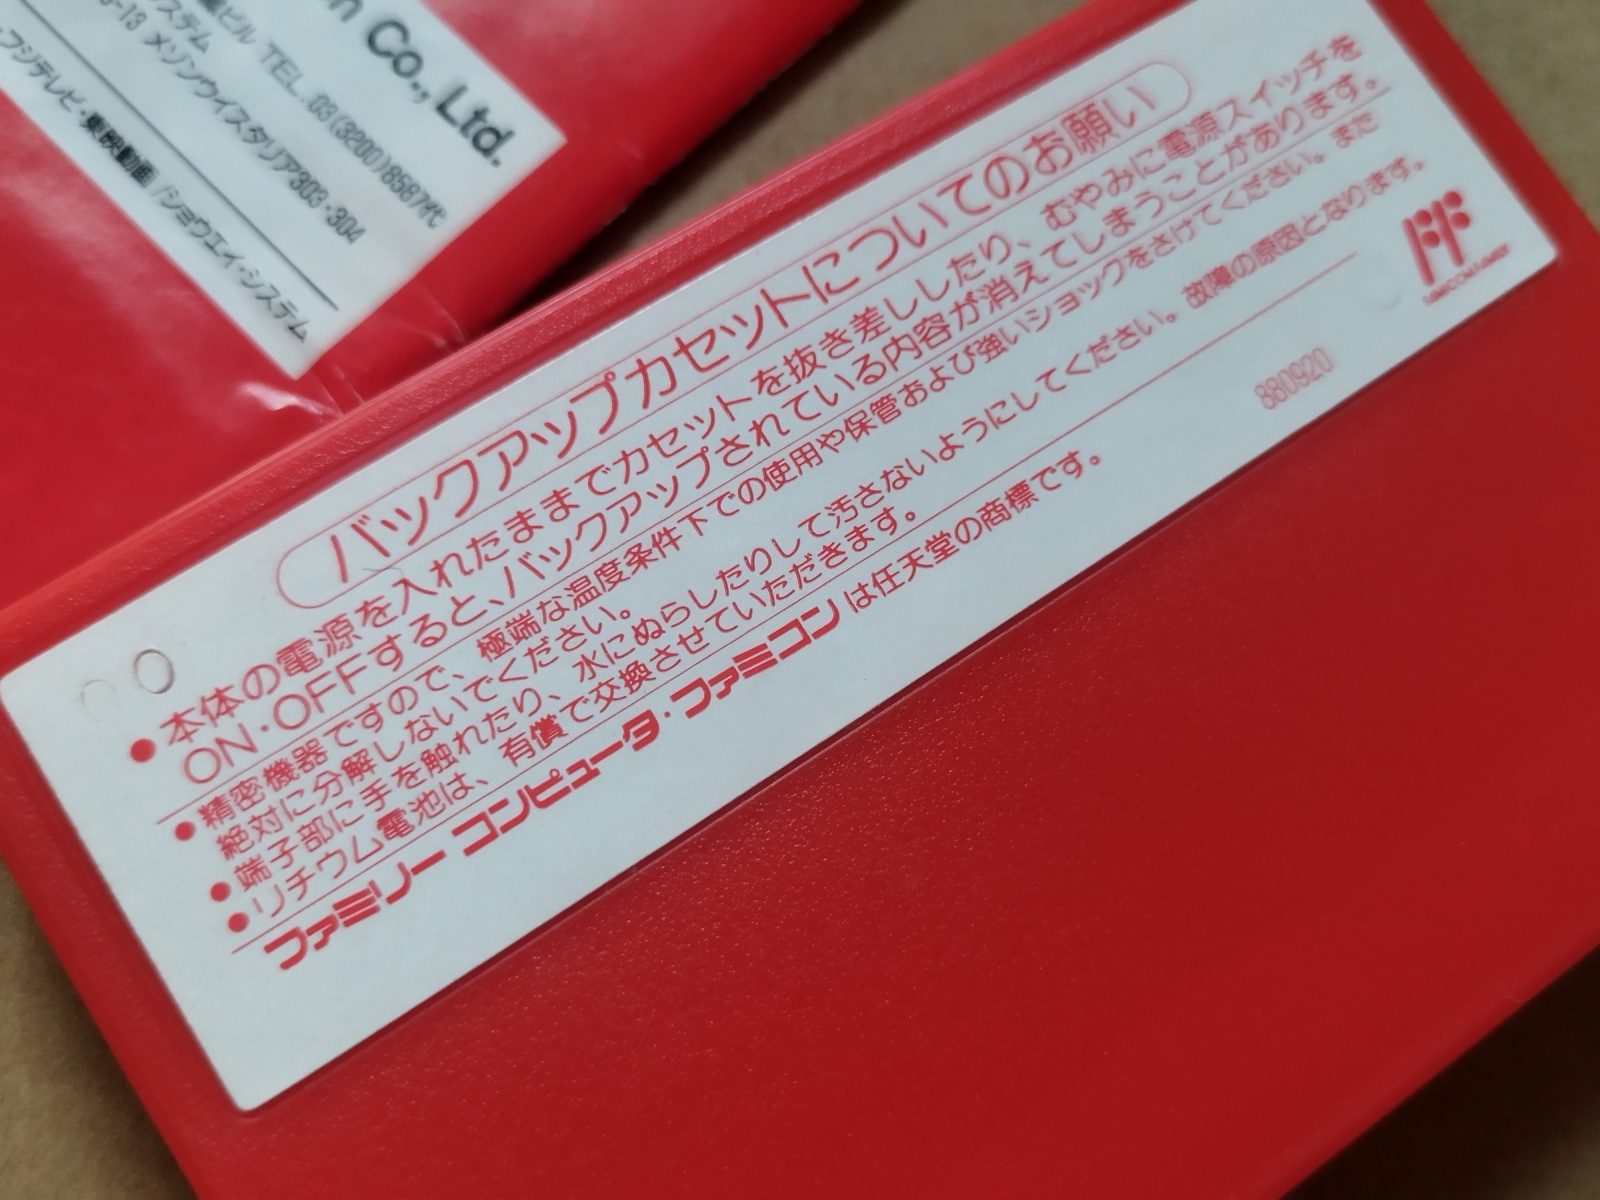 n Co., Ltd.
ビル TEL. 03(3200)8587代
ステム
-13 メゾンウイスタリア303・304
フジテレビ・東映動画 / ショウエイ・システム
バックアップカセットについてのお願い
●本体の電源を入れたままでカセットを抜き差ししたり、むやみに電源スイッチを
ON・OFFすると、バックアップされている内容が消えてしまうことがあります。
●精密機器ですので、極端な温度条件下での使用や保管および強いショックをさけてください。また
絶対に分解しないでください。
●端子部に手を触れたり、水にぬらしたりして汚さないようにしてください。故障の原因となります。
●リチウム電池は、有償で交換させていただきます。
ファミリーコンピュータ・ファミコンは任天堂の商標です。
880920
FF
FAMICOM FAMILY